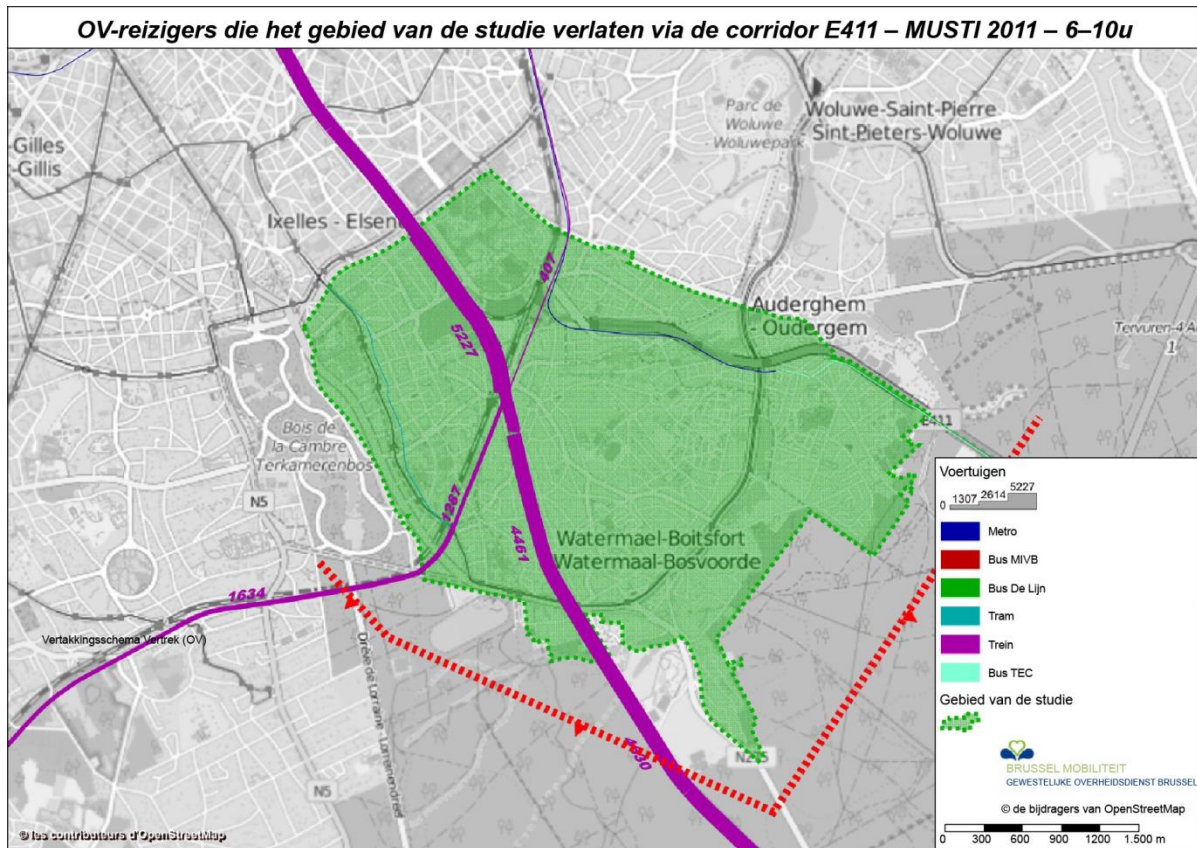 OV-reizigers die het gebied van de studie verlaten via de corridor E411 – MUSTI 2011 – 6–10u
Gilles
-Gillis
Parc de
Woluwe -
Woluwepark
Woluwe-Saint-Pierre
Sint-Pieters-Woluwe
Ixelles - Elsene
407
5227
Auderghem
- Oudergem
Tervuren-4
1
E411
Bois de
la Cambre
Terkamerenbos
N5
1287
4461
Watermael-Boitsfort
Watermaal-Bosvoorde
1634
Vertakkingsschema Vertrek (OV)
Drève de Lorraine - Lorreinendreef
N5
N275
Voertuigen
0 1307 2614 5227
Metro
Bus MIVB
Bus De Lijn
Tram
Trein
Bus TEC
Gebied van de studie
BRUSSEL MOBILITEIT
GEWESTELIJKE OVERHEIDSDIENST BRUSSEL
© de bijdragers van OpenStreetMap
0 300 600 900 1200 1.500 m
© les contributeurs d'OpenStreetMap